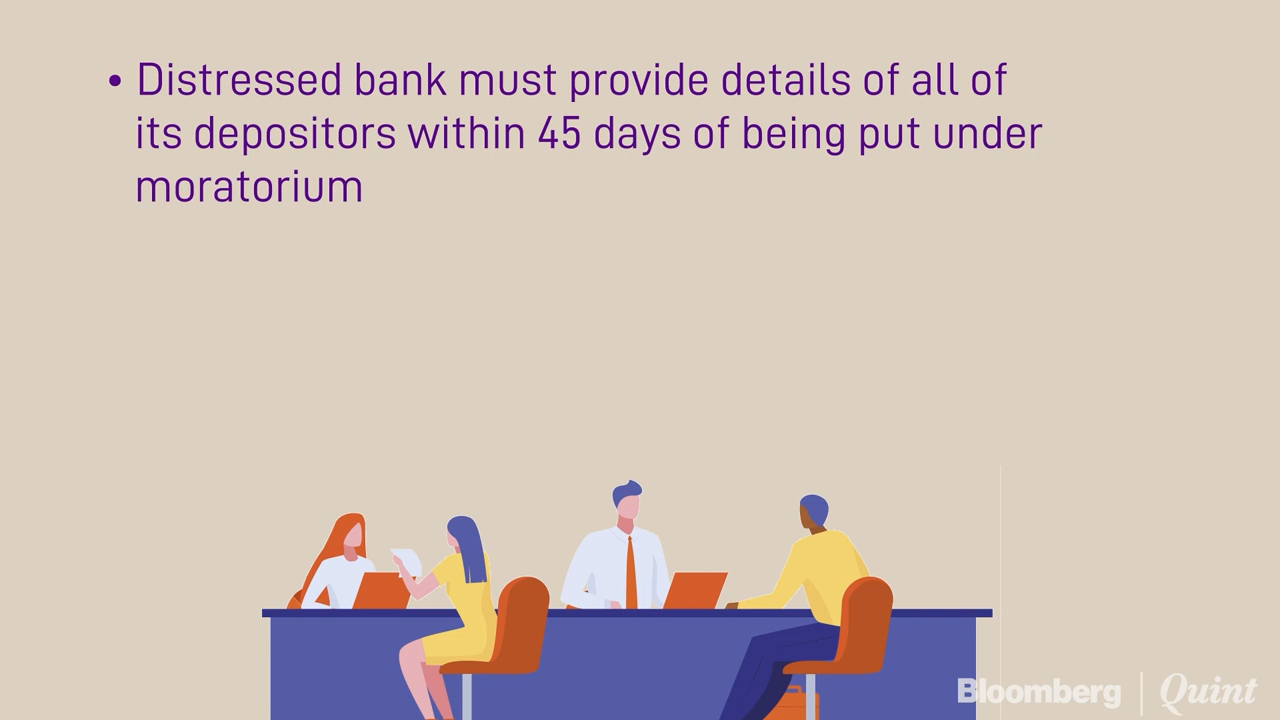 • Distressed bank must provide details of all of
its depositors within 45 days of being put under
moratorium
Bloomberg | Quint